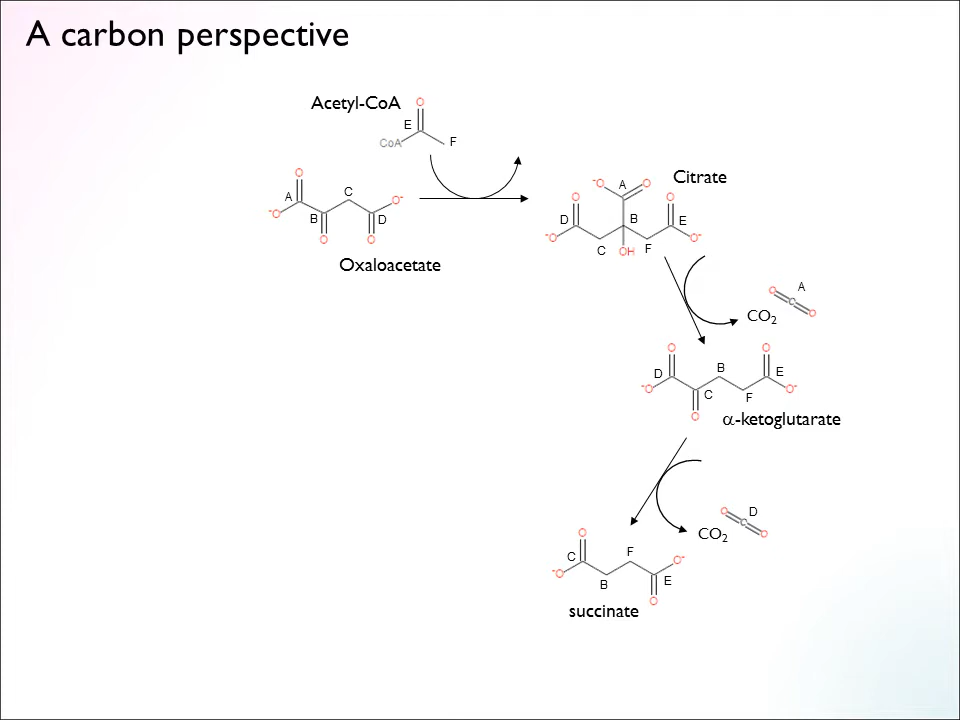 A carbon perspective
Acetyl-CoA
O
E
CoA
F
O
A
C
O-
-O
B
D
O
O
Oxaloacetate
-O
A
O
Citrate
O
O
D
B
E
-O
O-
C
OH
F
O
A
C
O
CO2
O
O
D
B
E
-O
C
F
O-
O
α-ketoglutarate
O
D
C
O
CO2
O
C
F
O-
-O
B
E
O
succinate